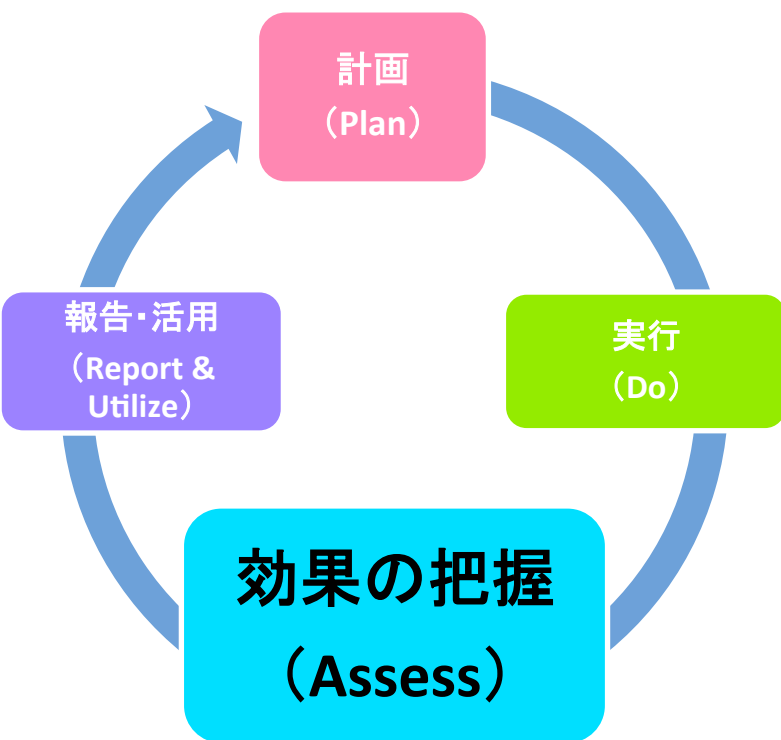 計画
（Plan）
実行
（Do）
効果の把握
（Assess）
報告・活用
（Report &
Utilize）